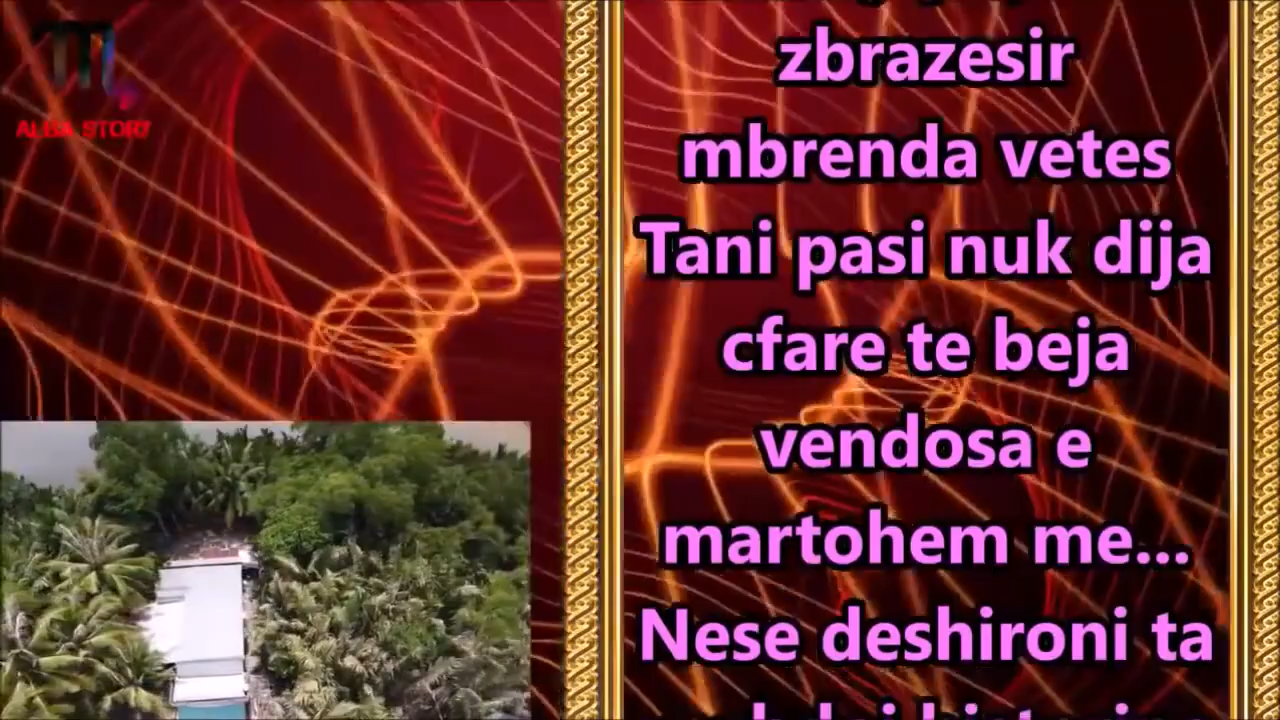 ALBA STORY
zbrazesir
mbrenda vetes
Tani pasi nuk dija
cfare te beja
vendosa e
martohem me...
Nese deshironi ta